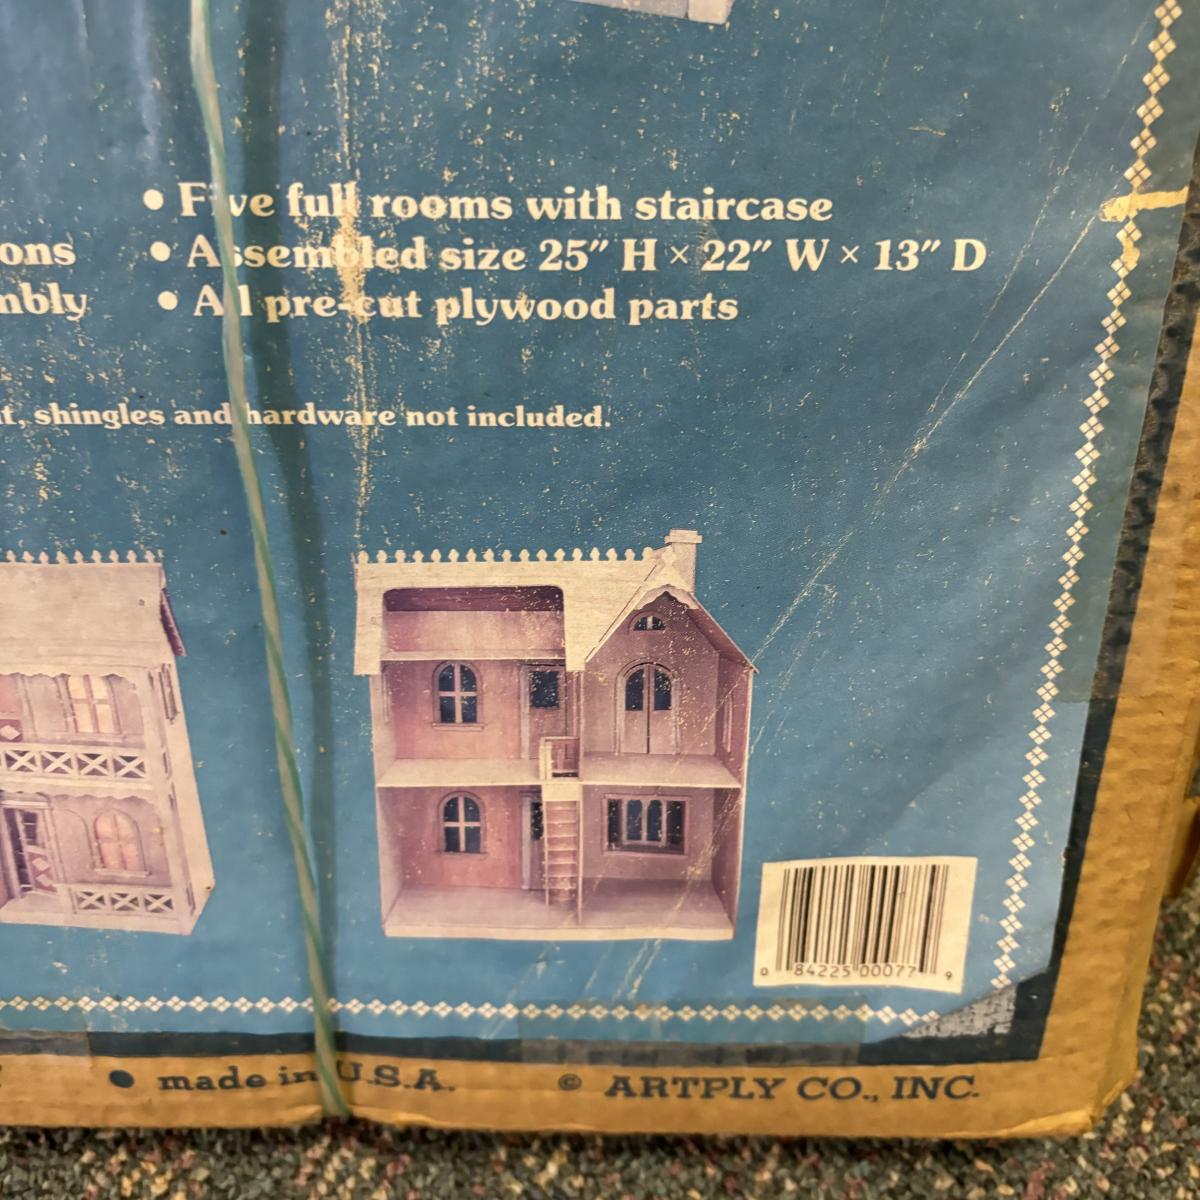 • Five full rooms with staircase
ons • Assembled size 25″ H × 22″ W × 13″ D
mbly • All pre-cut plywood parts
t, shingles and hardware not included.
0 84225 00077 9
• made in U.S.A. © ARTPLY CO., INC.